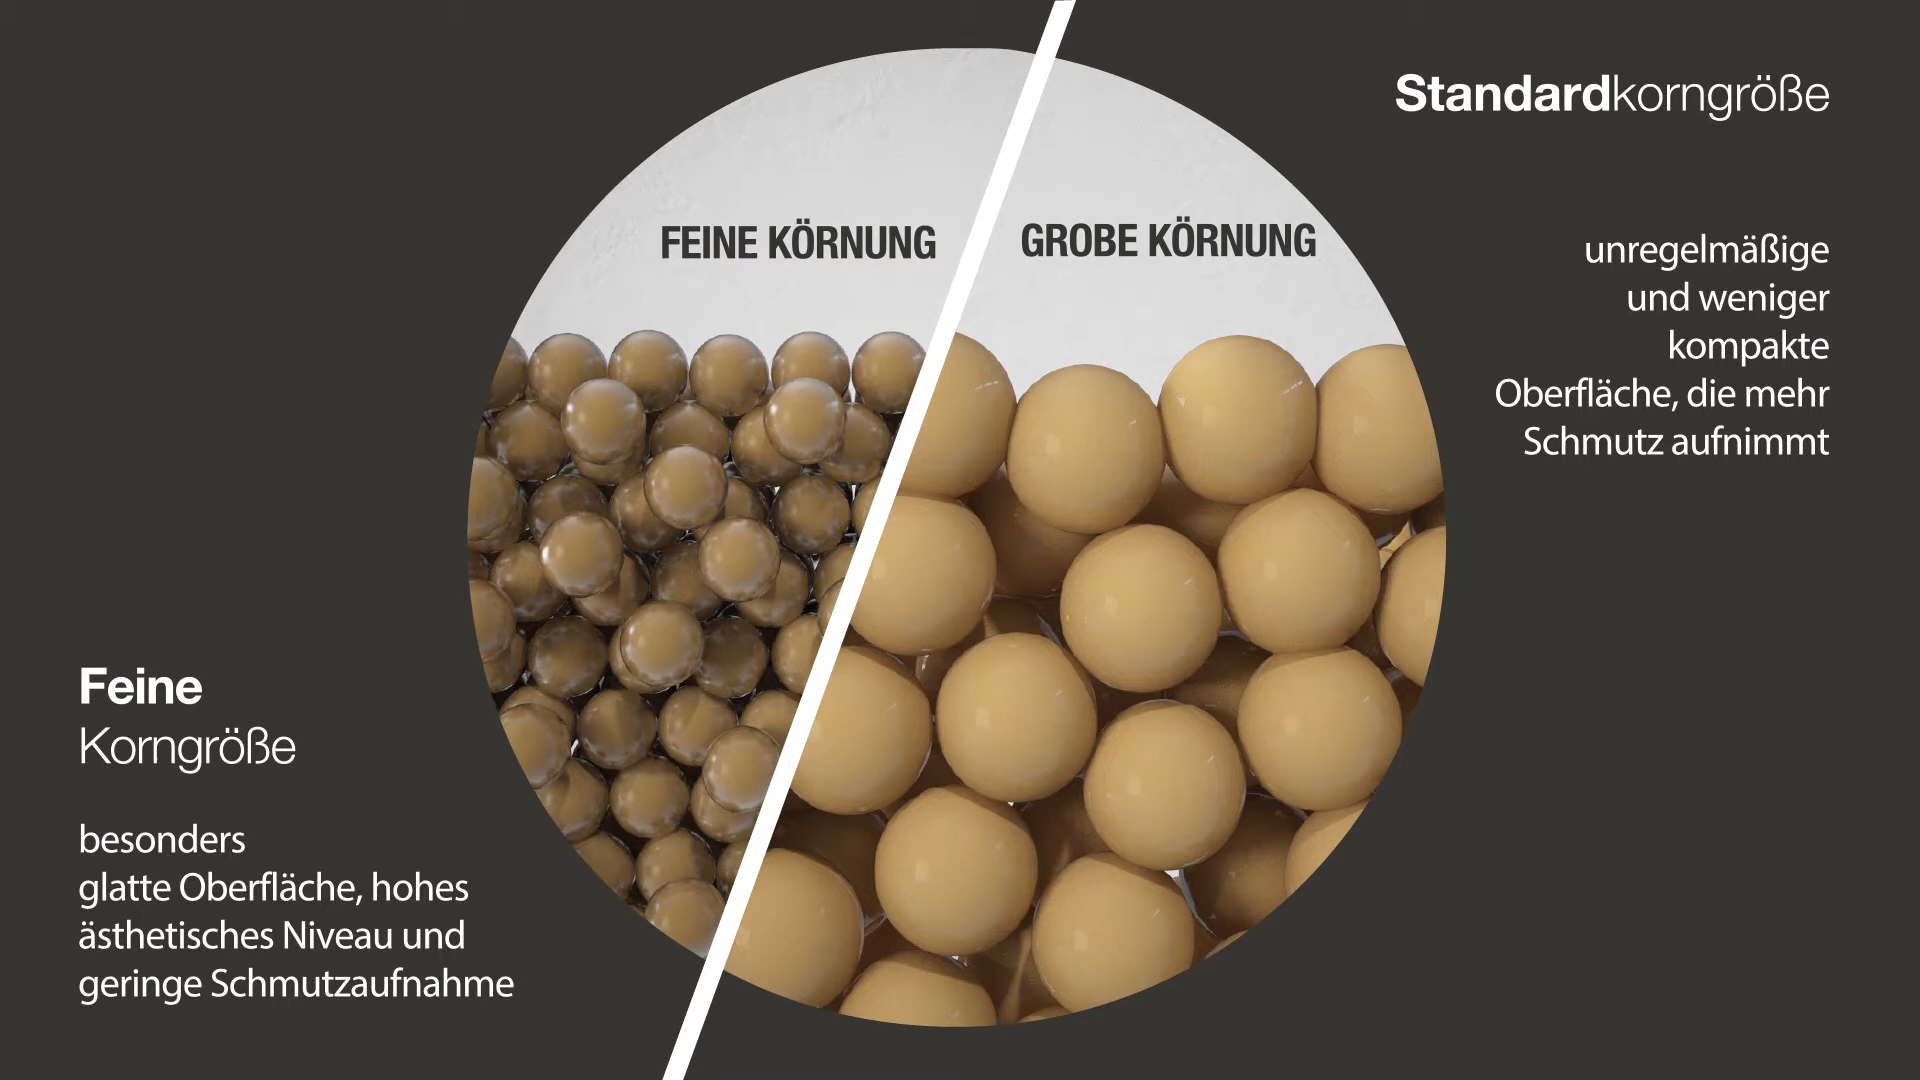 Standardkorngröße
FEINE KÖRNUNG
GROBE KÖRNUNG
unregelmäßige
und weniger
kompakte
Oberfläche, die mehr
Schmutz aufnimmt
Feine
Korngröße
besonders
glatte Oberfläche, hohes
ästhetisches Niveau und
geringe Schmutzaufnahme